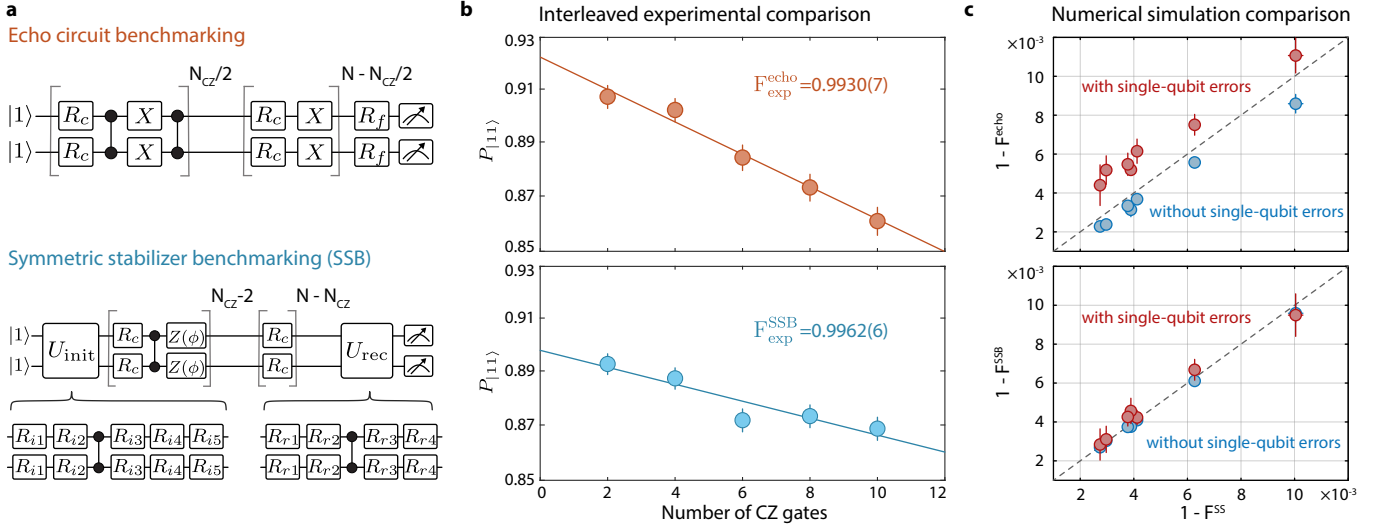 a
Echo circuit benchmarking
N_CZ/2
N - N_CZ/2
|1⟩ R_c X R_c X R_f
|1⟩ R_c X R_c X R_f
Symmetric stabilizer benchmarking (SSB)
N_CZ-2
N - N_CZ
|1⟩ U_init R_c Z(ϕ) R_c U_rec
|1⟩ R_c Z(ϕ) R_c
R_i1 R_i2 R_i3 R_i4 R_i5 R_r1 R_r2 R_r3 R_r4
R_i1 R_i2 R_i3 R_i4 R_i5 R_r1 R_r2 R_r3 R_r4
b
Interleaved experimental comparison
0.93
0.91
0.89
0.87
0.85
P_|11⟩
F_exp^echo=0.9930(7)
0.93
0.91
0.89
0.87
0.85
P_|11⟩
F_exp^SSB=0.9962(6)
0 2 4 6 8 10 12
Number of CZ gates
c
Numerical simulation comparison
×10⁻³
10
8
6
4
2
1 - F^echo
with single-qubit errors
without single-qubit errors
×10⁻³
10
8
6
4
2
1 - F^SSB
with single-qubit errors
without single-qubit errors
2 4 6 8 10 ×10⁻³
1 - F^SS